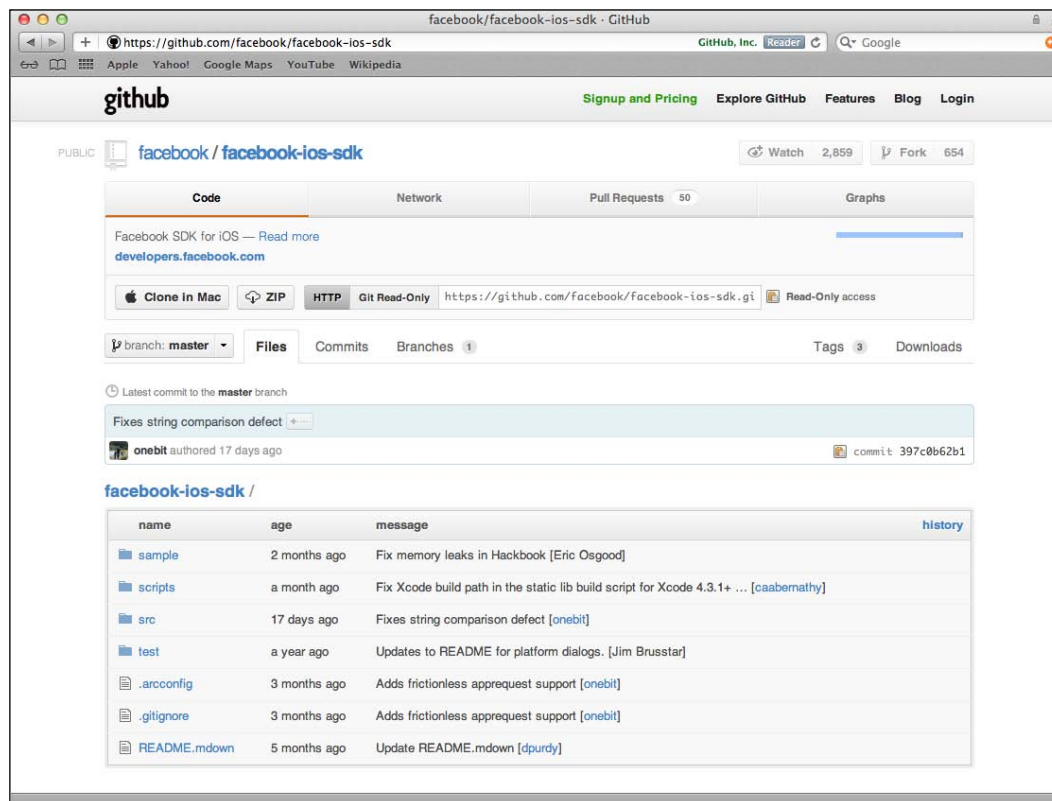 facebook/facebook-ios-sdk · GitHub
https://github.com/facebook/facebook-ios-sdk GitHub, Inc. Reader Google
Apple Yahoo! Google Maps YouTube Wikipedia
github Signup and Pricing Explore GitHub Features Blog Login
PUBLIC facebook / facebook-ios-sdk Watch 2,859 Fork 654
Code Network Pull Requests 50 Graphs
Facebook SDK for iOS — Read more
developers.facebook.com
Clone in Mac ZIP HTTP Git Read-Only https://github.com/facebook/facebook-ios-sdk.gi Read-Only access
branch: master Files Commits Branches 1 Tags 3 Downloads
Latest commit to the master branch
Fixes string comparison defect
onebit authored 17 days ago commit 397c0b62b1
facebook-ios-sdk /
name age message history
sample 2 months ago Fix memory leaks in Hackbook [Eric Osgood]
scripts a month ago Fix Xcode build path in the static lib build script for Xcode 4.3.1+ … [caabernathy]
src 17 days ago Fixes string comparison defect [onebit]
test a year ago Updates to README for platform dialogs. [Jim Brusstar]
.arcconfig 3 months ago Adds frictionless apprequest support [onebit]
.gitignore 3 months ago Adds frictionless apprequest support [onebit]
README.mdown 5 months ago Update README.mdown [dpurdy]